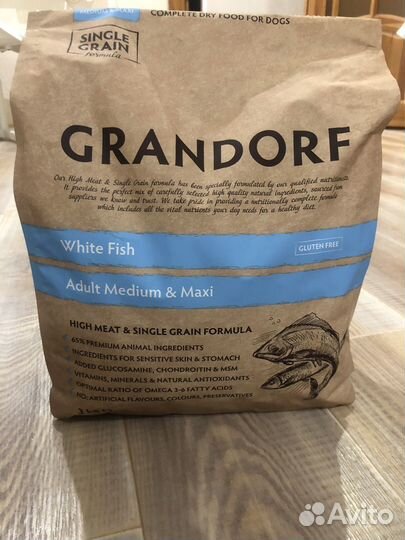 MEDIUM & MAXI
COMPLETE DRY FOOD FOR DOGS
SINGLE
GRAIN
formula
GRANDORF
Our High Meat & Single Grain formula has been specially formulated by our qualified nutritionists.
It provides the perfect mix of carefully selected high quality natural ingredients, sourced from
suppliers we know and trust. We take pride in providing a nutritionally complete formula
which includes all the vital nutrients your dog needs for a healthy diet.
White Fish
GLUTEN FREE
Adult Medium & Maxi
HIGH MEAT & SINGLE GRAIN FORMULA
65% PREMIUM ANIMAL INGREDIENTS
INGREDIENTS FOR SENSITIVE SKIN & STOMACH
ADDED GLUCOSAMINE, CHONDROITIN & MSM
VITAMINS, MINERALS & NATURAL ANTIOXIDANTS
OPTIMAL RATIO OF OMEGA 3-6 FATTY ACIDS
NO ARTIFICIAL FLAVOURS, COLOURS, PRESERVATIVES
Avito